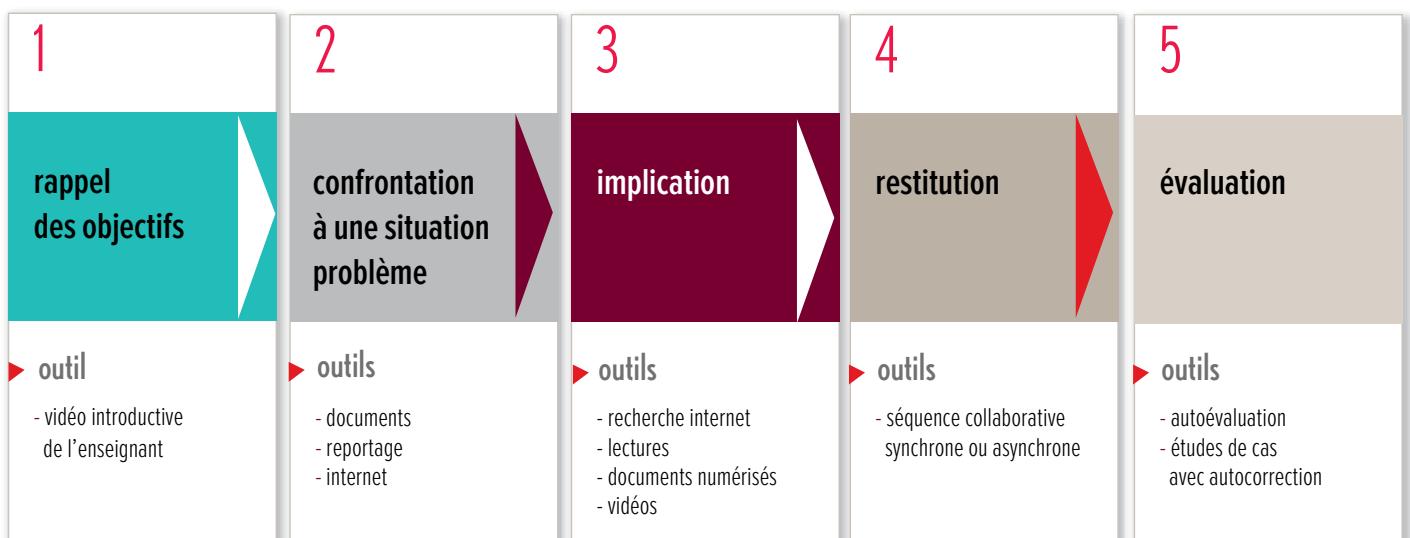 1
rappel
des objectifs
outil
- vidéo introductive
de l'enseignant
2
confrontation
à une situation
problème
outils
- documents
- reportage
- internet
3
implication
outils
- recherche internet
- lectures
- documents numérisés
- vidéos
4
restitution
outils
- séquence collaborative
synchrone ou asynchrone
5
évaluation
outils
- autoévaluation
- études de cas
avec autocorrection